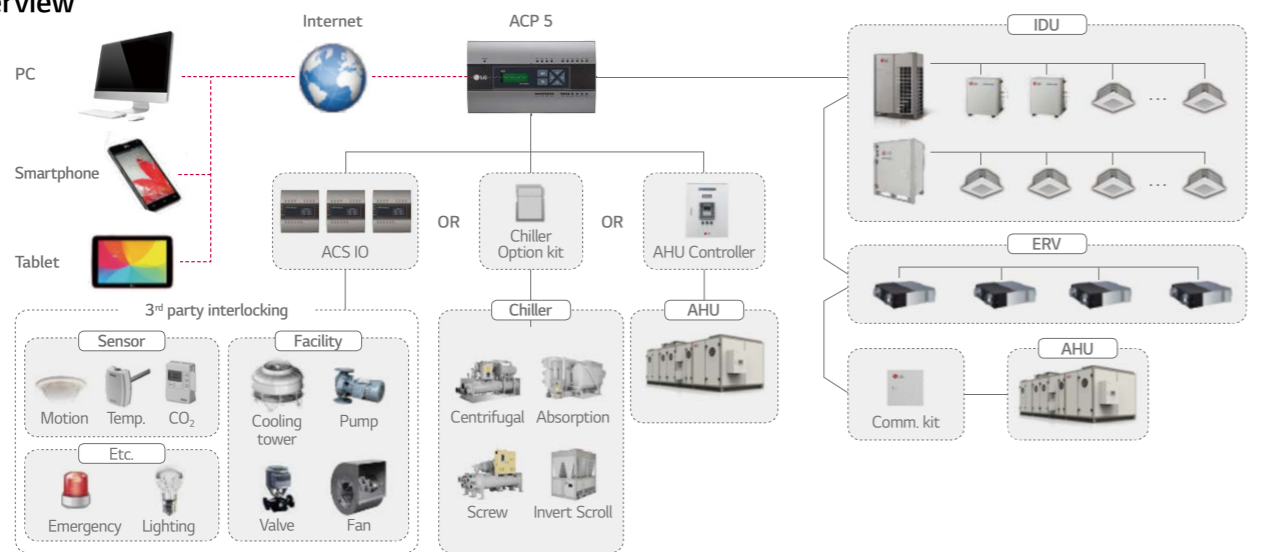 erview
Internet
ACP 5
PC
Smartphone
Tablet
LG
ACS IO
OR
Chiller
Option kit
OR
AHU Controller
3rd party interlocking
Sensor
Motion
Temp.
CO₂
Etc.
Emergency
Lighting
Facility
Cooling
tower
Pump
Valve
Fan
Chiller
Centrifugal
Absorption
Screw
Invert Scroll
AHU
IDU
...
...
ERV
Comm. kit
AHU